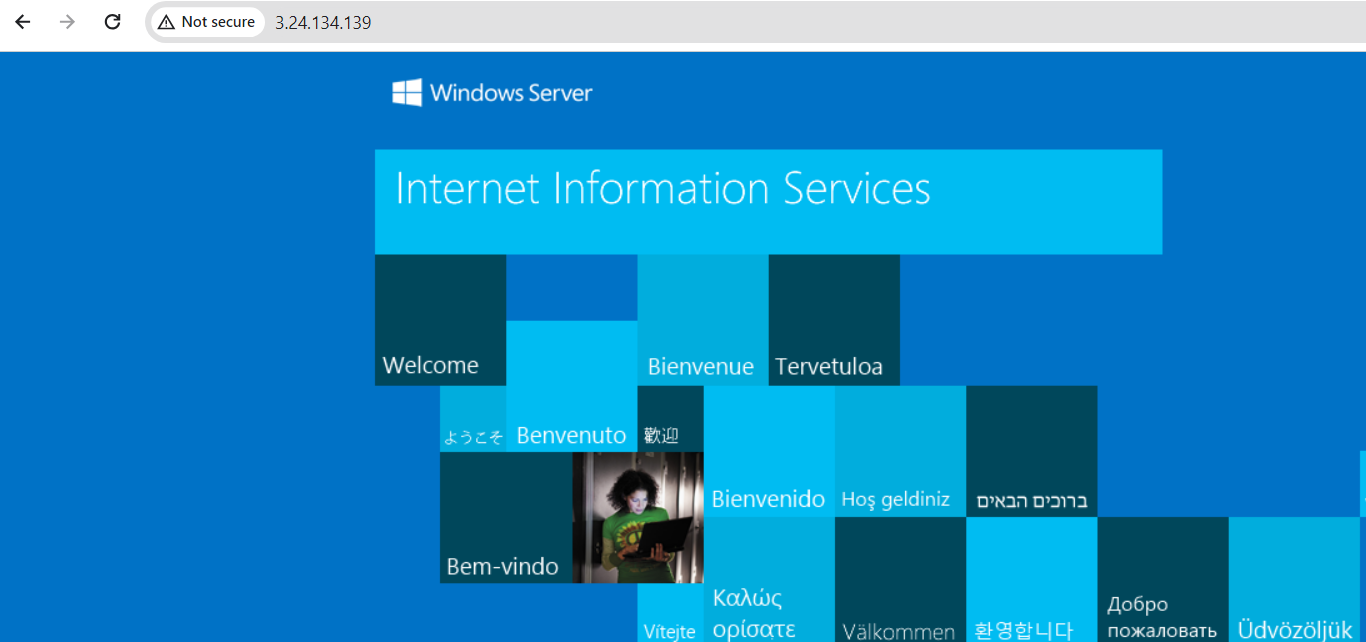 Not secure
3.24.134.139
Windows Server
Internet Information Services
Welcome
Bienvenue
Tervetuloa
ようこそ
Benvenuto
歡迎
Bienvenido
Hoş geldiniz
ברוכים הבאים
Bem-vindo
Vítejte
Καλώς
ορίσατε
Välkommen
환영합니다
Добро
пожаловать
Üdvözöljük